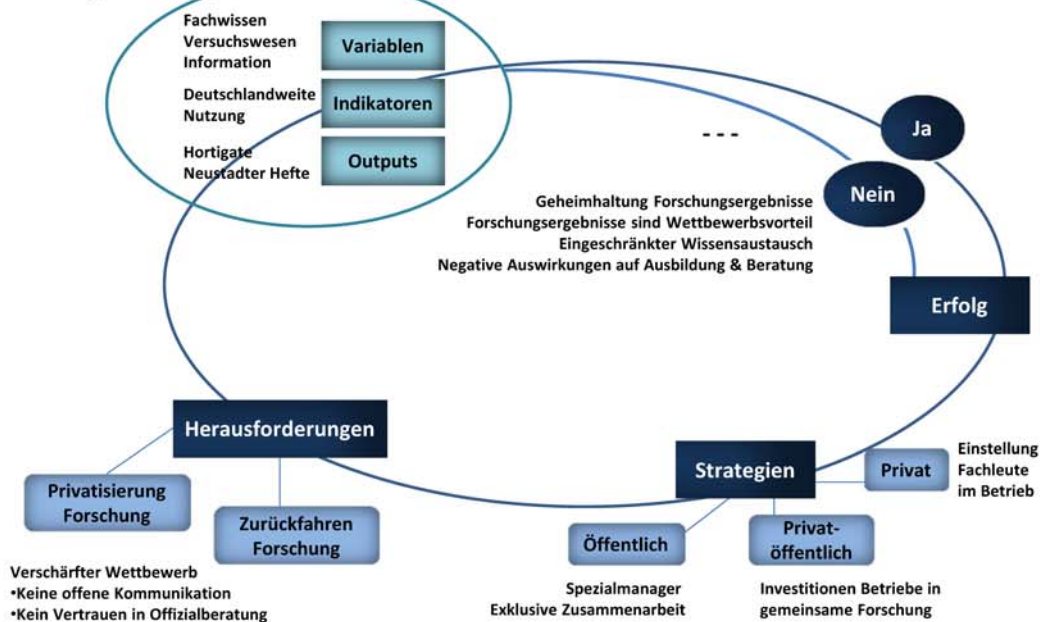 Fachwissen
Versuchswesen
Information
Variablen
Deutschlandweite
Nutzung
Indikatoren
Hortigate
Neustadter Hefte
Outputs
- - -
Ja
Nein
Geheimhaltung Forschungsergebnisse
Forschungsergebnisse sind Wettbewerbsvorteil
Eingeschränkter Wissensaustausch
Negative Auswirkungen auf Ausbildung & Beratung
Erfolg
Herausforderungen
Privatisierung
Forschung
Zurückfahren
Forschung
Verschärfter Wettbewerb
•Keine offene Kommunikation
•Kein Vertrauen in Offizialberatung
Strategien
Privat
Einstellung
Fachleute
im Betrieb
Öffentlich
Privat-
öffentlich
Spezialmanager
Exklusive Zusammenarbeit
Investitionen Betriebe in
gemeinsame Forschung